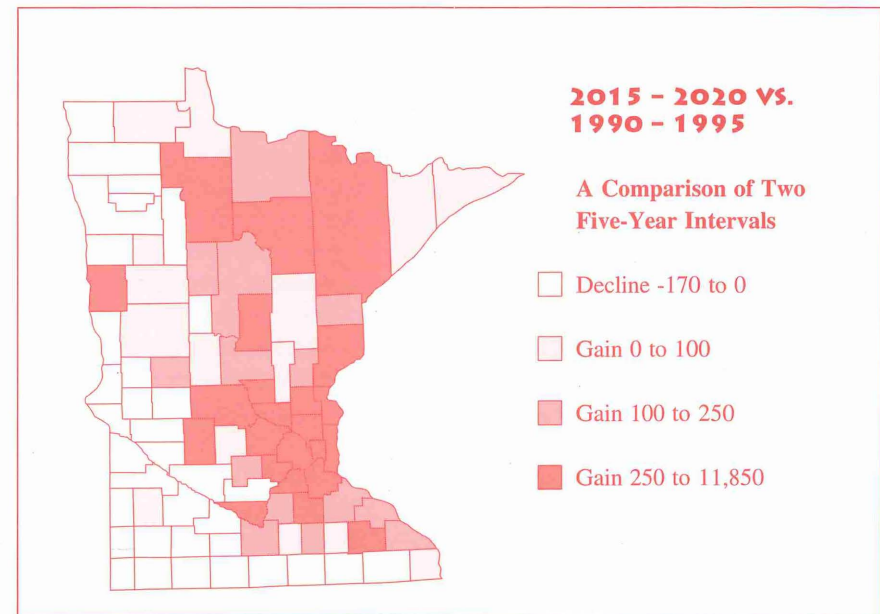 2015 – 2020 VS.
1990 – 1995
A Comparison of Two
Five-Year Intervals
Decline -170 to 0
Gain 0 to 100
Gain 100 to 250
Gain 250 to 11,850